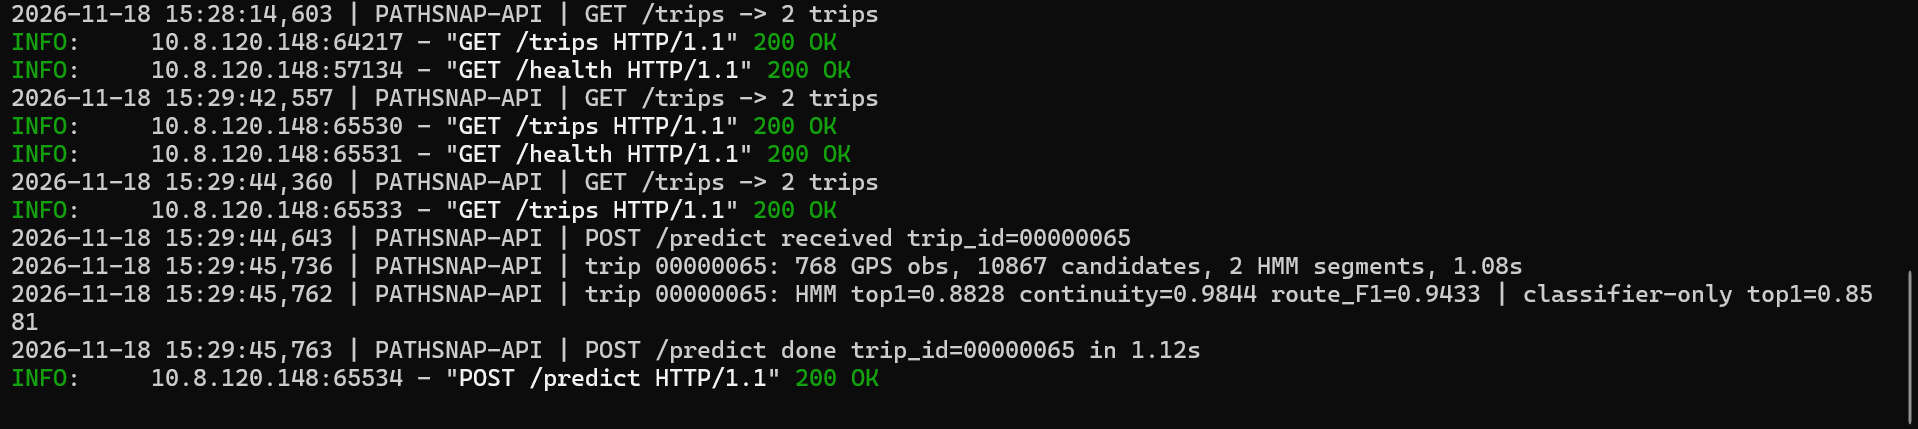 2026-11-18 15:28:14,603 | PATHSNAP-API | GET /trips -> 2 trips
INFO:     10.8.120.148:64217 - "GET /trips HTTP/1.1" 200 OK
INFO:     10.8.120.148:57134 - "GET /health HTTP/1.1" 200 OK
2026-11-18 15:29:42,557 | PATHSNAP-API | GET /trips -> 2 trips
INFO:     10.8.120.148:65530 - "GET /trips HTTP/1.1" 200 OK
INFO:     10.8.120.148:65531 - "GET /health HTTP/1.1" 200 OK
2026-11-18 15:29:44,360 | PATHSNAP-API | GET /trips -> 2 trips
INFO:     10.8.120.148:65533 - "GET /trips HTTP/1.1" 200 OK
2026-11-18 15:29:44,643 | PATHSNAP-API | POST /predict received trip_id=00000065
2026-11-18 15:29:45,736 | PATHSNAP-API | trip 00000065: 768 GPS obs, 10867 candidates, 2 HMM segments, 1.08s
2026-11-18 15:29:45,762 | PATHSNAP-API | trip 00000065: HMM top1=0.8828 continuity=0.9844 route_F1=0.9433 | classifier-only top1=0.85
81
2026-11-18 15:29:45,763 | PATHSNAP-API | POST /predict done trip_id=00000065 in 1.12s
INFO:     10.8.120.148:65534 - "POST /predict HTTP/1.1" 200 OK